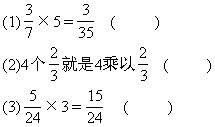 (1) 3/7 × 5 = 3/35 (  )
(2) 4个2/3就是4乘以2/3 (  )
(3) 5/24 × 3 = 15/24 (  )